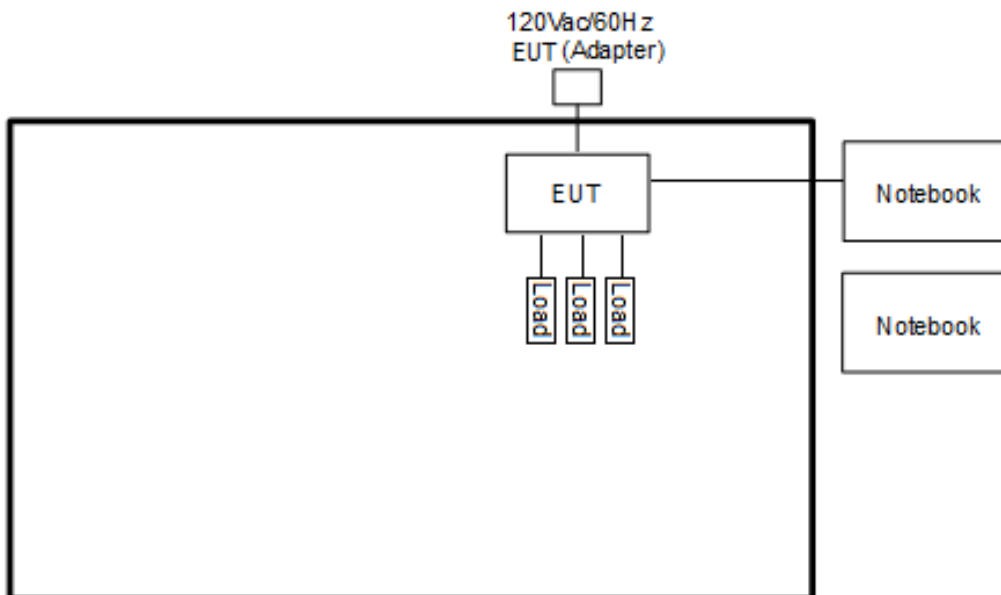 120Vac/60Hz
EUT (Adapter)
EUT
Notebook
Load
Load
Load
Notebook